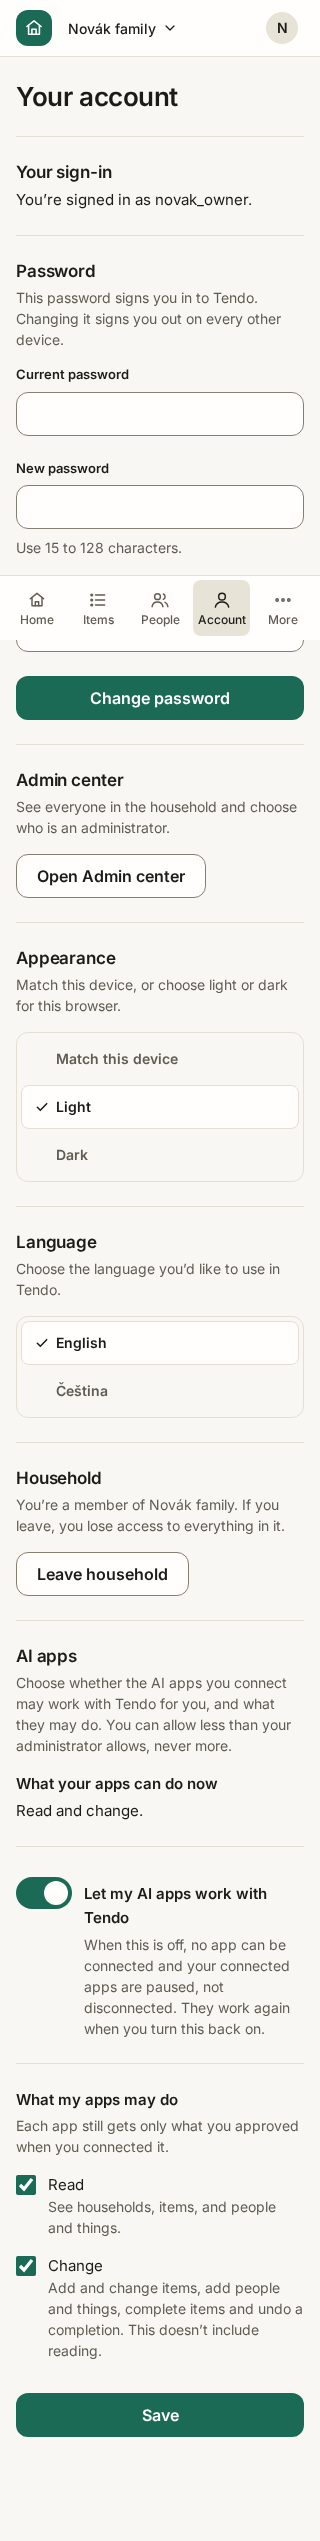 Novák family
N
Your account
Your sign-in
You’re signed in as novak_owner.
Password
This password signs you in to Tendo.
Changing it signs you out on every other
device.
Current password
New password
Use 15 to 128 characters.
Home
Items
People
Account
More
Change password
Admin center
See everyone in the household and choose
who is an administrator.
Open Admin center
Appearance
Match this device, or choose light or dark
for this browser.
Match this device
Light
Dark
Language
Choose the language you’d like to use in
Tendo.
English
Čeština
Household
You’re a member of Novák family. If you
leave, you lose access to everything in it.
Leave household
AI apps
Choose whether the AI apps you connect
may work with Tendo for you, and what
they may do. You can allow less than your
administrator allows, never more.
What your apps can do now
Read and change.
Let my AI apps work with
Tendo
When this is off, no app can be
connected and your connected
apps are paused, not
disconnected. They work again
when you turn this back on.
What my apps may do
Each app still gets only what you approved
when you connected it.
Read
See households, items, and people
and things.
Change
Add and change items, add people
and things, complete items and undo a
completion. This doesn’t include
reading.
Save